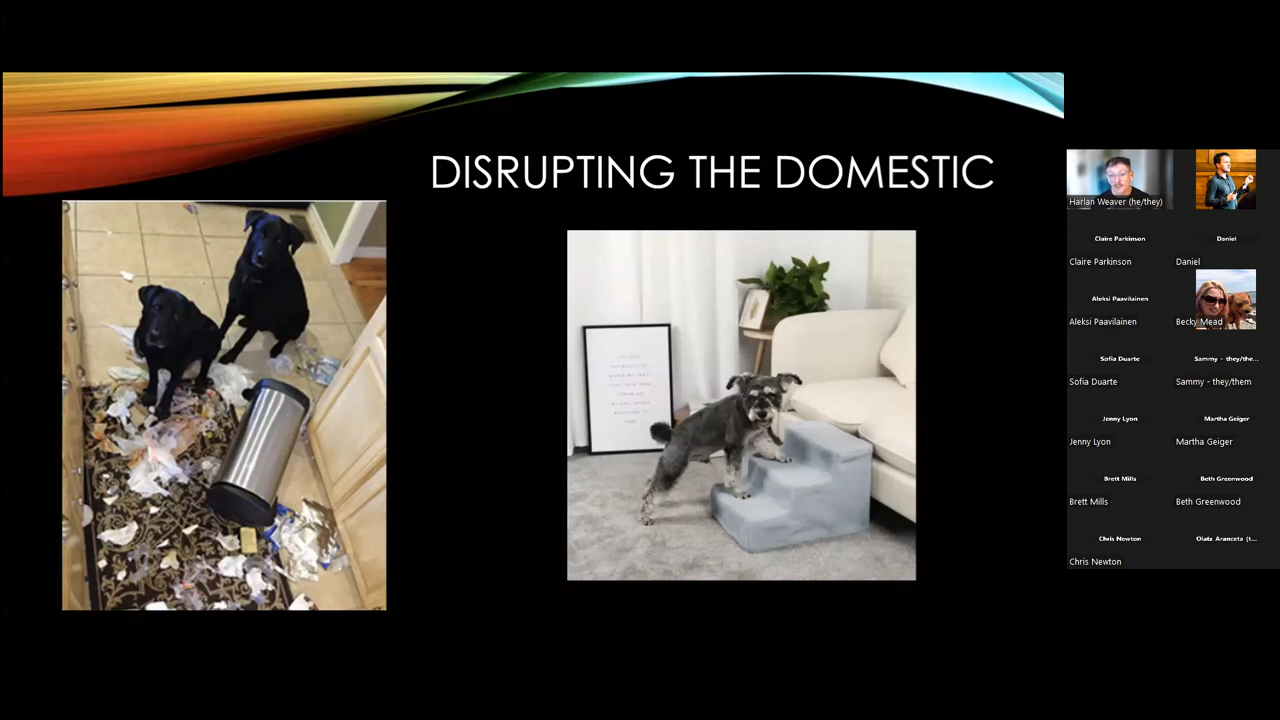 DISRUPTING THE DOMESTIC
Harlan Weaver (he/they)
Claire Parkinson
Daniel
Claire Parkinson
Daniel
Aleksi Paavilainen
Aleksi Paavilainen
Becky Mead
Sofia Duarte
Sammy - they/the...
Sofia Duarte
Sammy - they/them
Jenny Lyon
Martha Geiger
Jenny Lyon
Martha Geiger
Brett Mills
Beth Greenwood
Brett Mills
Beth Greenwood
Chris Newton
Olatz Aranceta (t...
Chris Newton